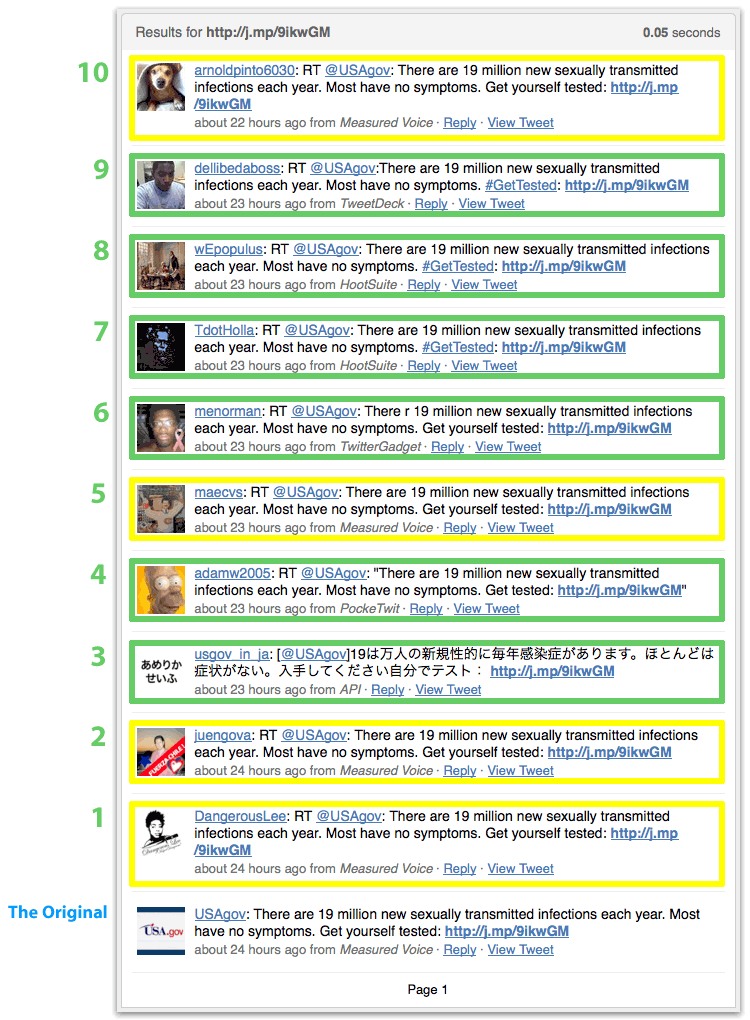 Results for http://j.mp/9ikwGM 0.05 seconds
10
arnoldpinto6030: RT @USAgov: There are 19 million new sexually transmitted
infections each year. Most have no symptoms. Get yourself tested: http://j.mp
/9ikwGM
about 22 hours ago from Measured Voice · Reply · View Tweet
9
dellibedaboss: RT @USAgov:There are 19 million new sexually transmitted
infections each year. Most have no symptoms. #GetTested: http://j.mp/9ikwGM
about 23 hours ago from TweetDeck · Reply · View Tweet
8
wEpopulus: RT @USAgov: There are 19 million new sexually transmitted infections
each year. Most have no symptoms. #GetTested: http://j.mp/9ikwGM
about 23 hours ago from HootSuite · Reply · View Tweet
7
TdotHolla: RT @USAgov: There are 19 million new sexually transmitted infections
each year. Most have no symptoms. #GetTested: http://j.mp/9ikwGM
about 23 hours ago from HootSuite · Reply · View Tweet
6
menorman: RT @USAgov: There r 19 million new sexually transmitted infections
each year. Most have no symptoms. Get yourself tested: http://j.mp/9ikwGM
about 23 hours ago from TwitterGadget · Reply · View Tweet
5
maecvs: RT @USAgov: There are 19 million new sexually transmitted infections
each year. Most have no symptoms. Get yourself tested: http://j.mp/9ikwGM
about 23 hours ago from Measured Voice · Reply · View Tweet
4
adamw2005: RT @USAgov: "There are 19 million new sexually transmitted
infections each year. Most have no symptoms. Get tested: http://j.mp/9ikwGM"
about 23 hours ago from PockeTwit · Reply · View Tweet
3
あめりか
せいふ
usgov_in_ja: [@USAgov]19は万人の新規性的に毎年感染症があります。ほとんどは
症状がない。入手してください自分でテスト： http://j.mp/9ikwGM
about 23 hours ago from API · Reply · View Tweet
2
FUERZA CHILE
juengova: RT @USAgov: There are 19 million new sexually transmitted infections
each year. Most have no symptoms. Get yourself tested: http://j.mp/9ikwGM
about 24 hours ago from Measured Voice · Reply · View Tweet
1
DangerousLee: RT @USAgov: There are 19 million new sexually transmitted
infections each year. Most have no symptoms. Get yourself tested: http://j.mp
/9ikwGM
about 24 hours ago from Measured Voice · Reply · View Tweet
The Original
USA.gov
USAgov: There are 19 million new sexually transmitted infections each year. Most
have no symptoms. Get yourself tested: http://j.mp/9ikwGM
about 24 hours ago from Measured Voice · Reply · View Tweet
Page 1